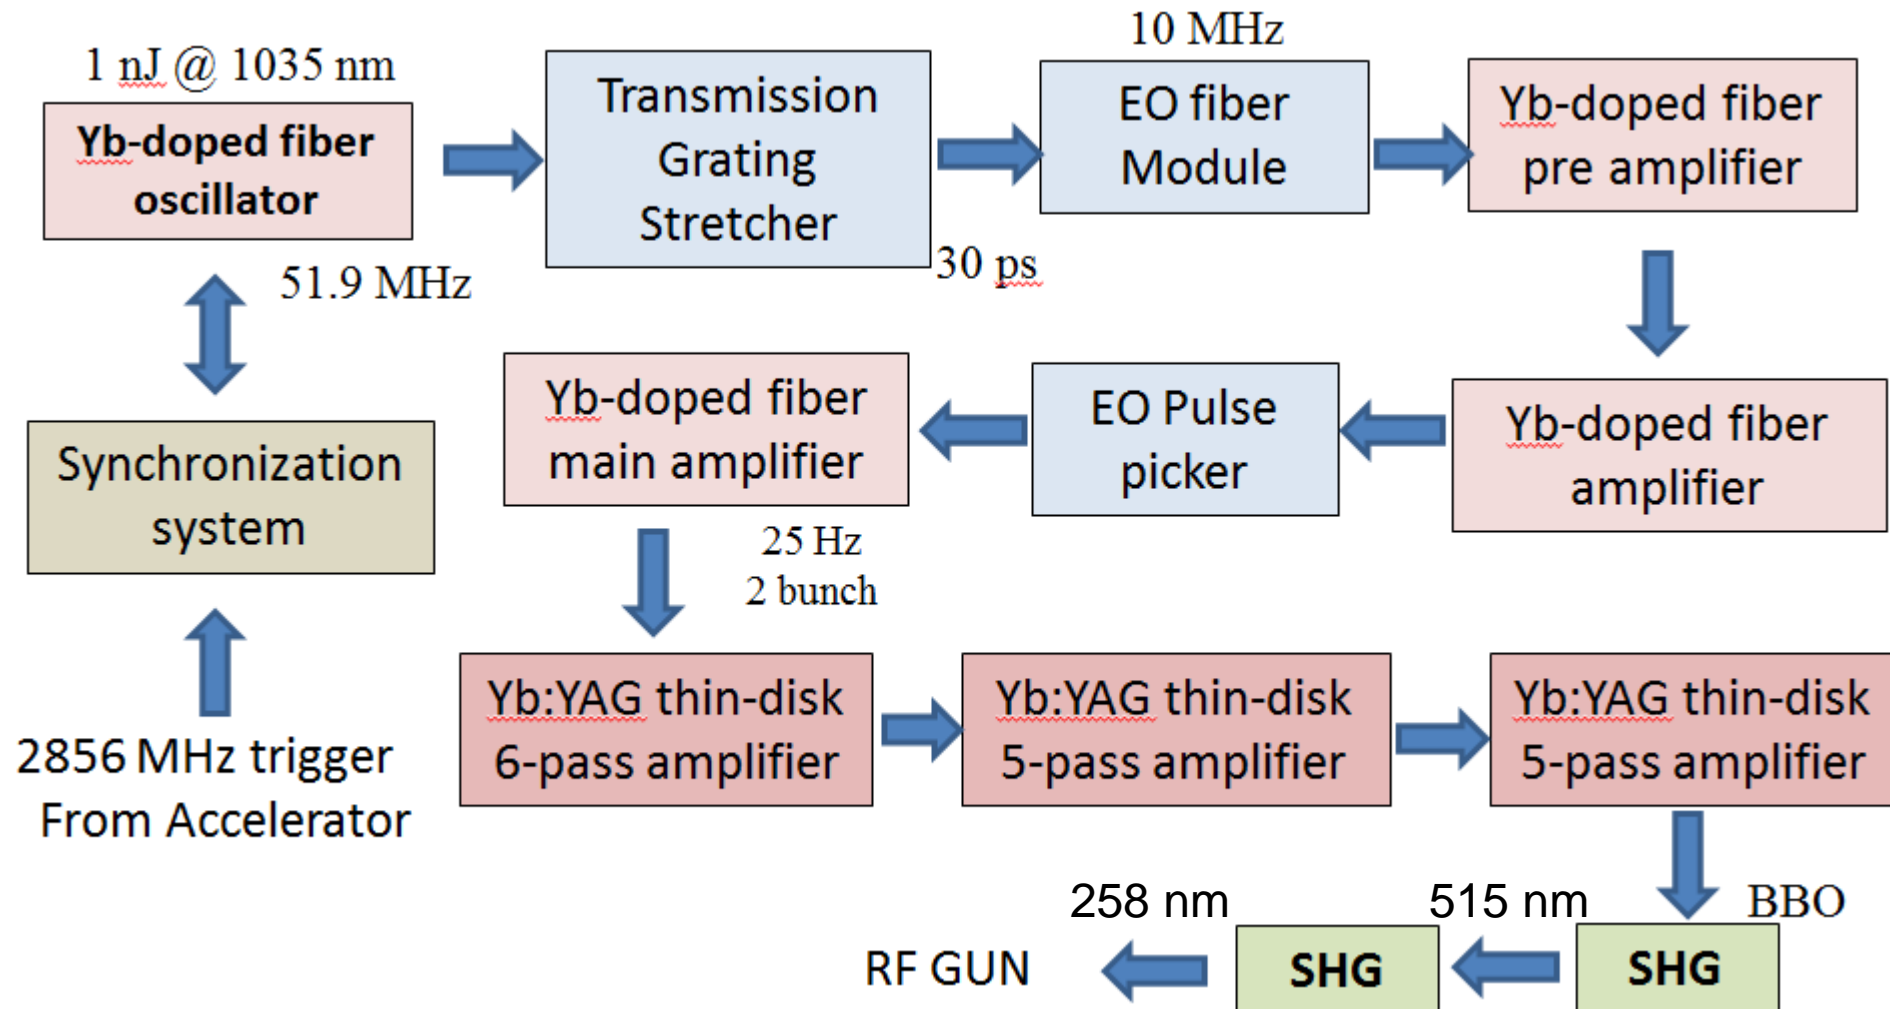 1 nJ @ 1035 nm
Yb-doped fiber
oscillator
51.9 MHz
Transmission
Grating
Stretcher
30 ps
10 MHz
EO fiber
Module
Yb-doped fiber
pre amplifier
Yb-doped fiber
amplifier
EO Pulse
picker
Yb-doped fiber
main amplifier
25 Hz
2 bunch
Synchronization
system
2856 MHz trigger
From Accelerator
Yb:YAG thin-disk
6-pass amplifier
Yb:YAG thin-disk
5-pass amplifier
Yb:YAG thin-disk
5-pass amplifier
BBO
SHG
515 nm
SHG
258 nm
RF GUN